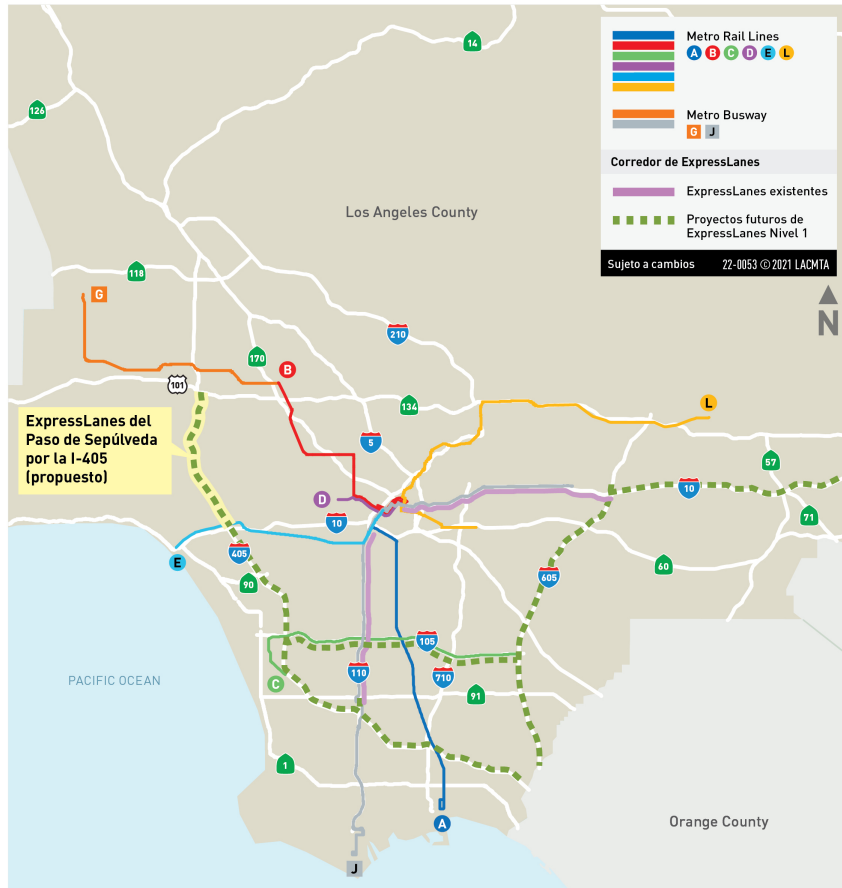 Metro Rail Lines
A B C D E L
Metro Busway
G J
Corredor de ExpressLanes
ExpressLanes existentes
Proyectos futuros de
ExpressLanes Nivel 1
Sujeto a cambios 22-0053 © 2021 LACMTA
N
14
126
Los Angeles County
118
G
210
170
B
101
134
L
ExpressLanes del
Paso de Sepúlveda
por la I-405
(propuesto)
5
57
10
D
10
71
405
E
90
605
60
105
110
710
C
91
PACIFIC OCEAN
1
A
Orange County
J